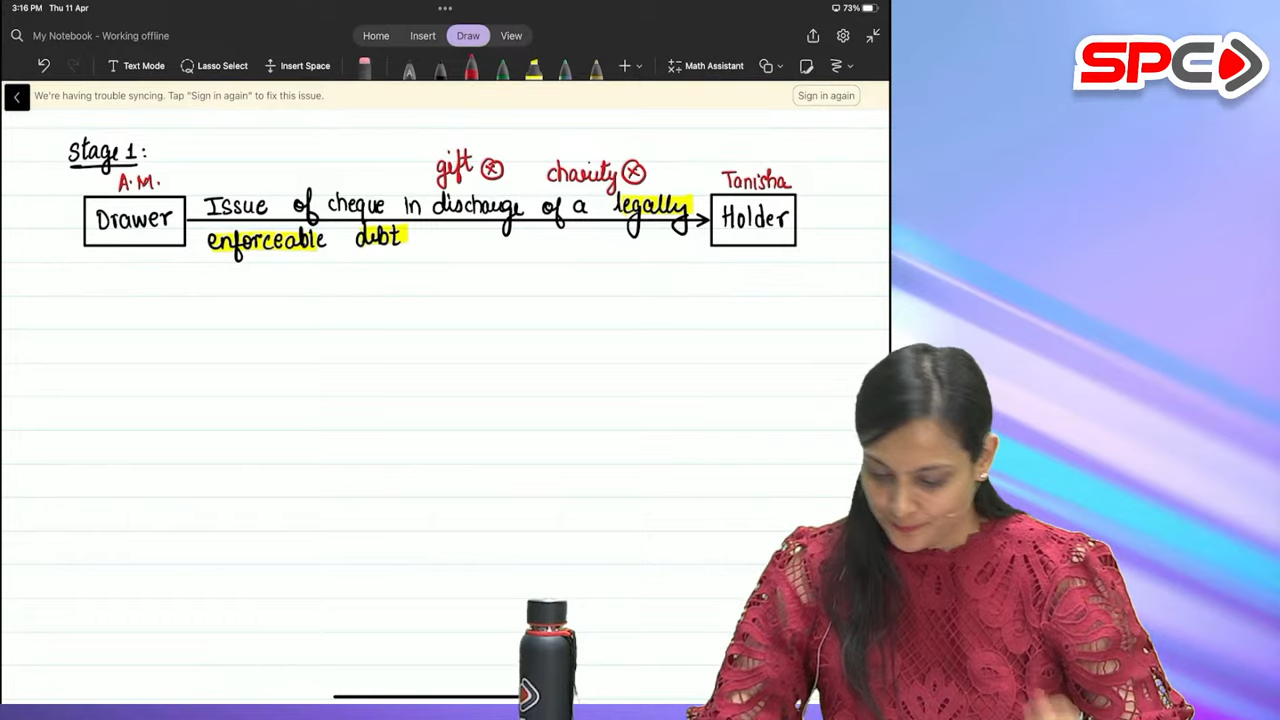 3:16 PM Thu 11 Apr
73%
My Notebook - Working offline
Home Insert Draw View
Text Mode Lasso Select Insert Space Math Assistant
We're having trouble syncing. Tap "Sign in again" to fix this issue.
Sign in again
SPC
Stage 1:
gift charity
A.M. Tanisha
Drawer Issue of cheque in discharge of a legally Holder
enforceable debt